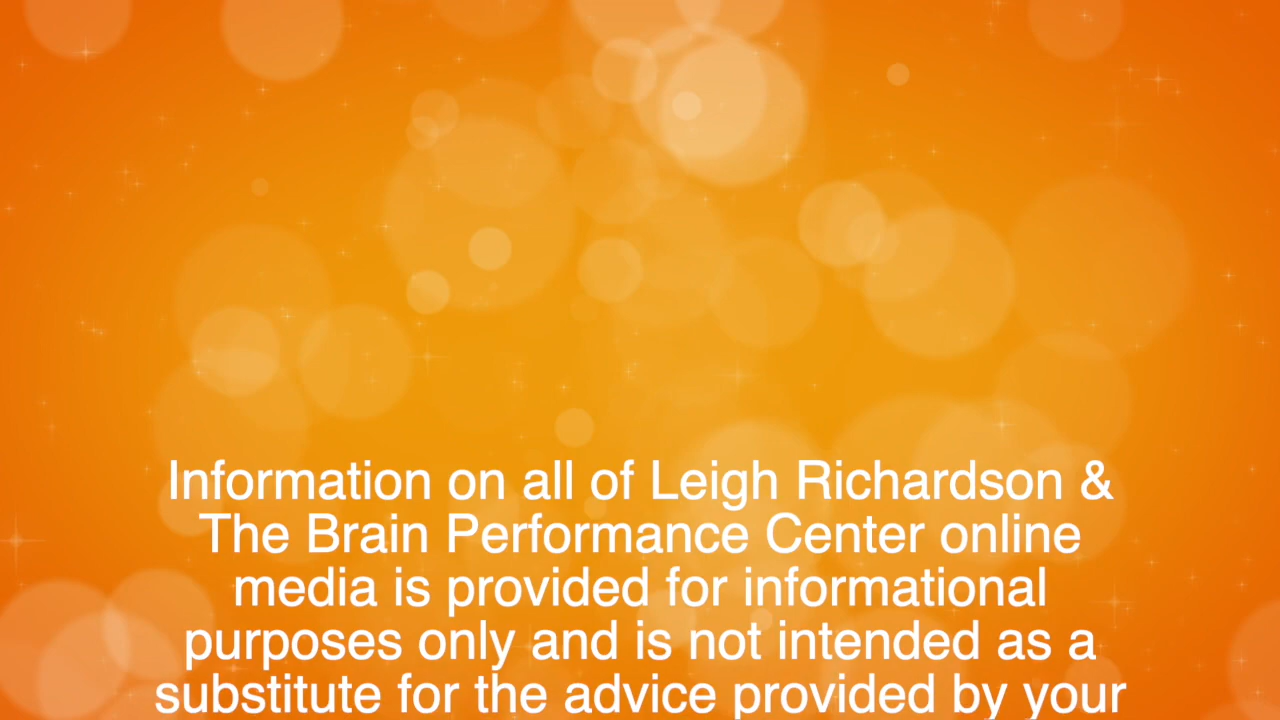 Information on all of Leigh Richardson &
The Brain Performance Center online
media is provided for informational
purposes only and is not intended as a
substitute for the advice provided by your